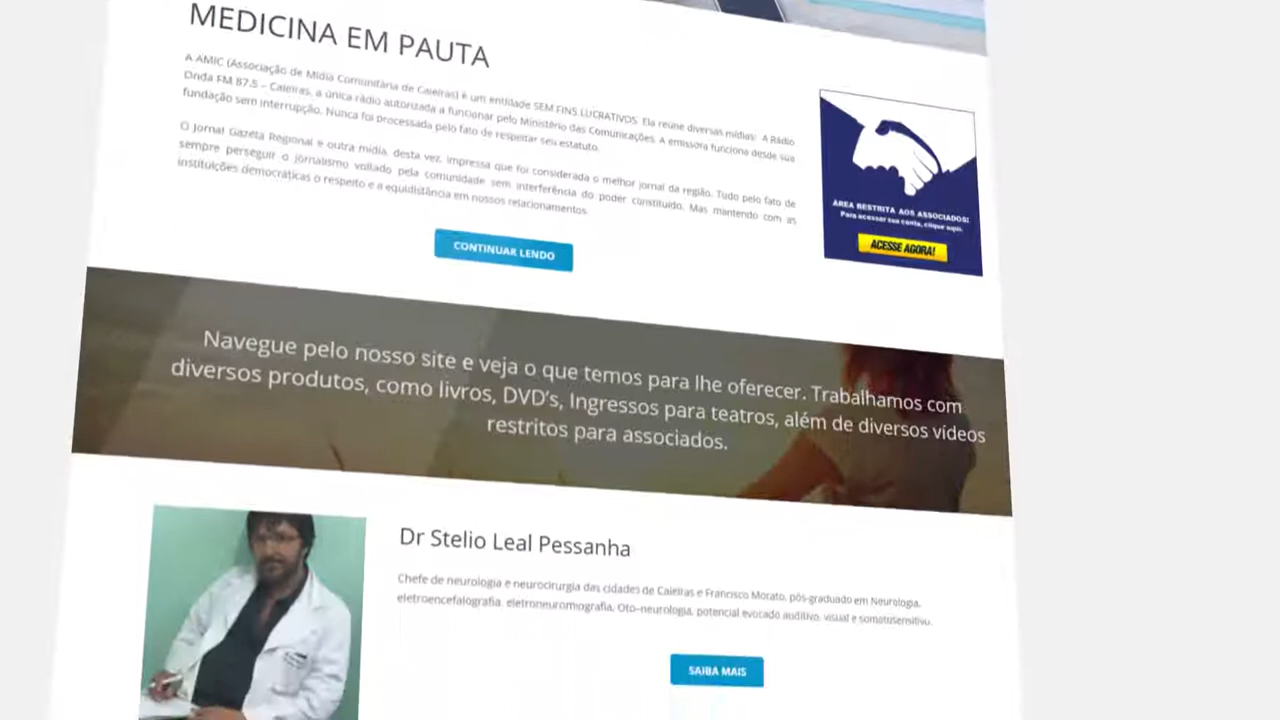 MEDICINA EM PAUTA
A AMIC (Associação de Mídia Comunitária de Caieiras) é um entidade SEM FINS LUCRATIVOS. Ela reúne diversas mídias: A Rádio
Onda FM 87.5 – Caieiras, a única rádio autorizada a funcionar pelo Ministério das Comunicações. A emissora funciona desde sua
fundação sem interrupção. Nunca foi processada pelo fato de respeitar seu estatuto.
O Jornal Gazeta Regional e outra mídia, desta vez, impressa que foi considerada o melhor jornal da região. Tudo pelo fato de
sempre perseguir o jornalismo voltado pela comunidade sem interferência do poder constituído. Mas mantendo com as
instituições democráticas o respeito e a equidistância em nossos relacionamentos.
CONTINUAR LENDO
ÁREA RESTRITA AOS ASSOCIADOS!
Para acessar sua conta, clique aqui.
ACESSE AGORA!
Navegue pelo nosso site e veja o que temos para lhe oferecer. Trabalhamos com
diversos produtos, como livros, DVD's, Ingressos para teatros, além de diversos vídeos
restritos para associados.
Dr Stelio Leal Pessanha
Chefe de neurologia e neurocirurgia das cidades de Caieiras e Francisco Morato, pós-graduado em Neurologia,
eletroencefalografia, eletroneuromiografia, Oto-neurologia, potencial evocado auditivo, visual e somatusensitivu.
SAIBA MAIS